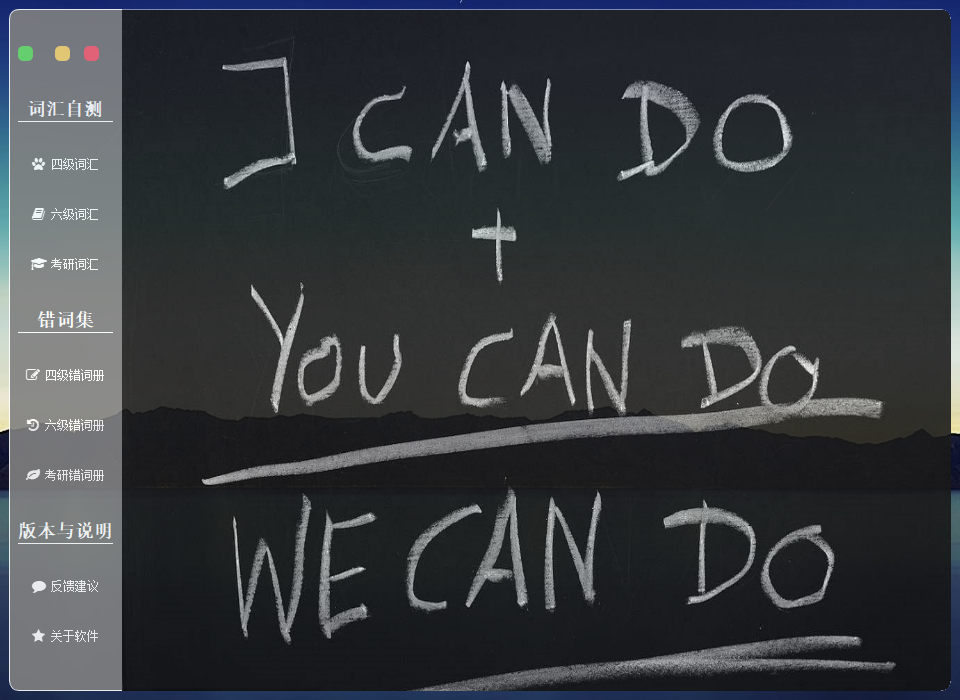 词汇自测
四级词汇
六级词汇
考研词汇
错词集
四级错词册
六级错词册
考研错词册
版本与说明
反馈建议
关于软件
I CAN DO
+
YOU CAN DO
WE CAN DO